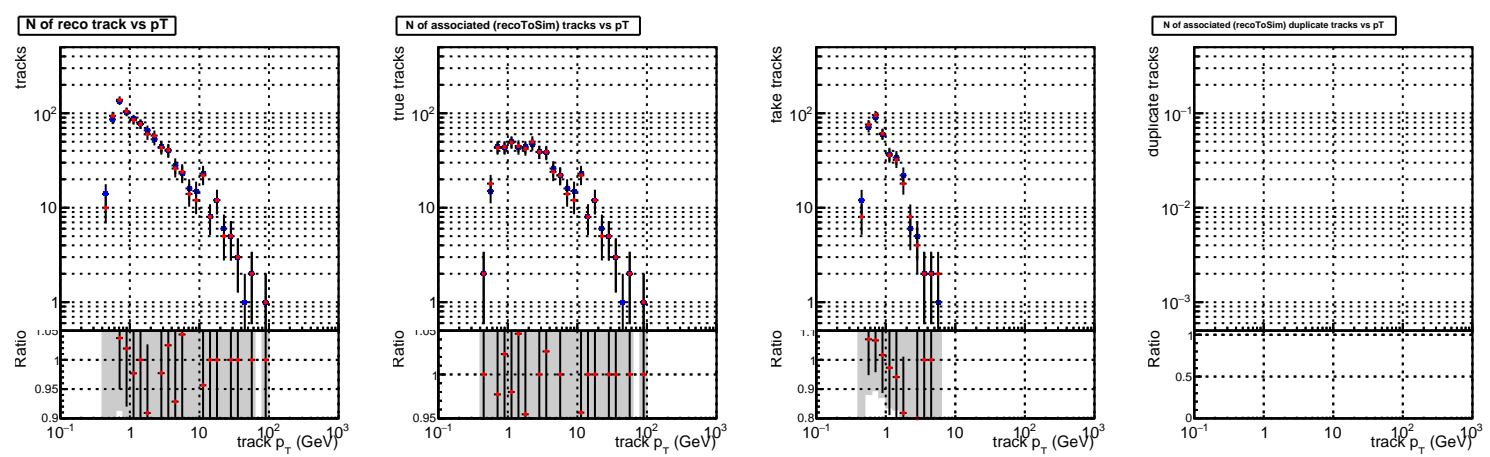 N of reco track vs pT
tracks
10²
10
1
Ratio
1.05
1
0.95
0.9
10⁻¹ 1 10 10² 10³
track p_T (GeV)
N of associated (recoToSim) tracks vs pT
true tracks
10²
10
1
Ratio
1.05
1
0.95
10⁻¹ 1 10 10² 10³
track p_T (GeV)
fake tracks
10²
10
1
Ratio
1.1
1
0.9
0.8
10⁻¹ 1 10 10² 10³
track p_T (GeV)
N of associated (recoToSim) duplicate tracks vs pT
duplicate tracks
10⁻¹
10⁻²
10⁻³
Ratio
1
0.5
0
10⁻¹ 1 10 10² 10³
track p_T (GeV)